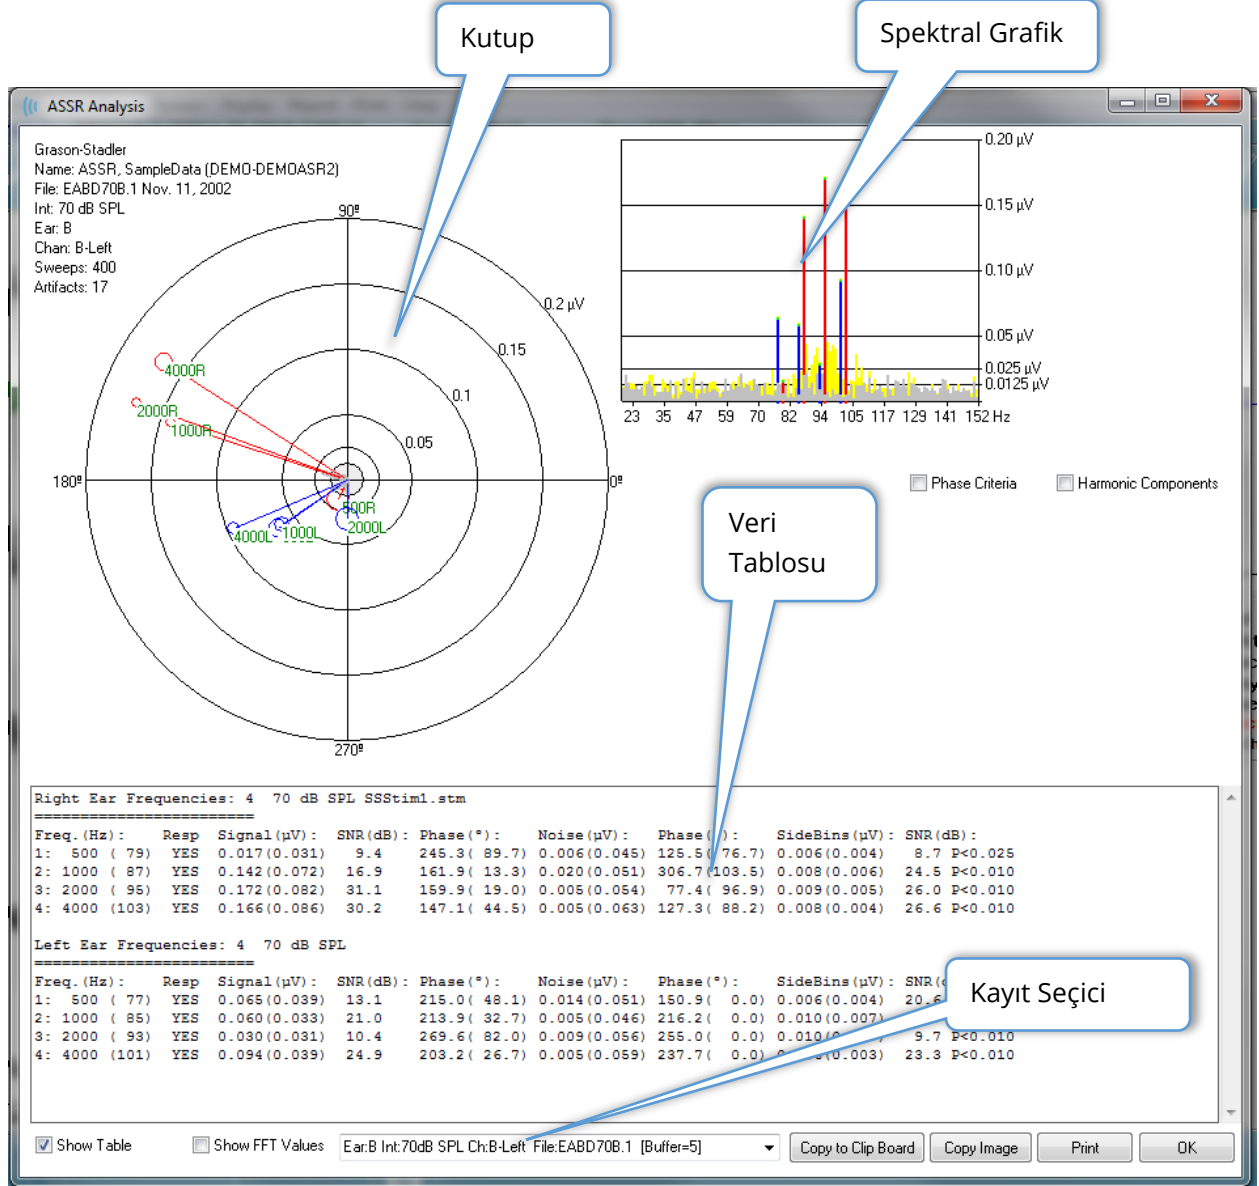 Kutup
Spektral Grafik
ASSR Analysis
Grason-Stadler
Name: ASSR, SampleData (DEMO-DEMOASR2)
File: EABD70B.1 Nov. 11, 2002
Int: 70 dB SPL
Ear: B
Chan: B-Left
Sweeps: 400
Artifacts: 17
90º
0.2 µV
0.15
0.1
0.05
180º
0º
270º
4000R
2000R
1000R
500R
2000L
1000L
4000L
0.20 µV
0.15 µV
0.10 µV
0.05 µV
0.025 µV
0.0125 µV
23 35 47 59 70 82 94 105 117 129 141 152 Hz
Phase Criteria
Harmonic Components
Veri
Tablosu
Right Ear Frequencies: 4 70 dB SPL SSStim1.stm
========================
Freq.(Hz): Resp Signal(µV): SNR(dB): Phase(°): Noise(µV): Phase( ): SideBins(µV): SNR(dB):
1: 500 ( 79) YES 0.017(0.031) 9.4 245.3( 89.7) 0.006(0.045) 125.5( 76.7) 0.006(0.004) 8.7 P<0.025
2: 1000 ( 87) YES 0.142(0.072) 16.9 161.9( 13.3) 0.020(0.051) 306.7(103.5) 0.008(0.006) 24.5 P<0.010
3: 2000 ( 95) YES 0.172(0.082) 31.1 159.9( 19.0) 0.005(0.054) 77.4( 96.9) 0.009(0.005) 26.0 P<0.010
4: 4000 (103) YES 0.166(0.086) 30.2 147.1( 44.5) 0.005(0.063) 127.3( 88.2) 0.008(0.004) 26.6 P<0.010
Left Ear Frequencies: 4 70 dB SPL
========================
Freq.(Hz): Resp Signal(µV): SNR(dB): Phase(°): Noise(µV): Phase(°): SideBins(µV):
1: 500 ( 77) YES 0.065(0.039) 13.1 215.0( 48.1) 0.014(0.051) 150.9( 0.0) 0.006(0.004) 20.6
2: 1000 ( 85) YES 0.060(0.033) 21.0 213.9( 32.7) 0.005(0.046) 216.2( 0.0) 0.010(0.007)
3: 2000 ( 93) YES 0.030(0.031) 10.4 269.6( 82.0) 0.009(0.056) 255.0( 0.0) 9.7 P<0.010
4: 4000 (101) YES 0.094(0.039) 24.9 203.2( 26.7) 0.005(0.059) 237.7( 0.0) 23.3 P<0.010
Kayıt Seçici
Show Table
Show FFT Values
Ear:B Int:70dB SPL Ch:B-Left File:EABD70B.1 [Buffer=5]
Copy to Clip Board
Copy Image
Print
OK